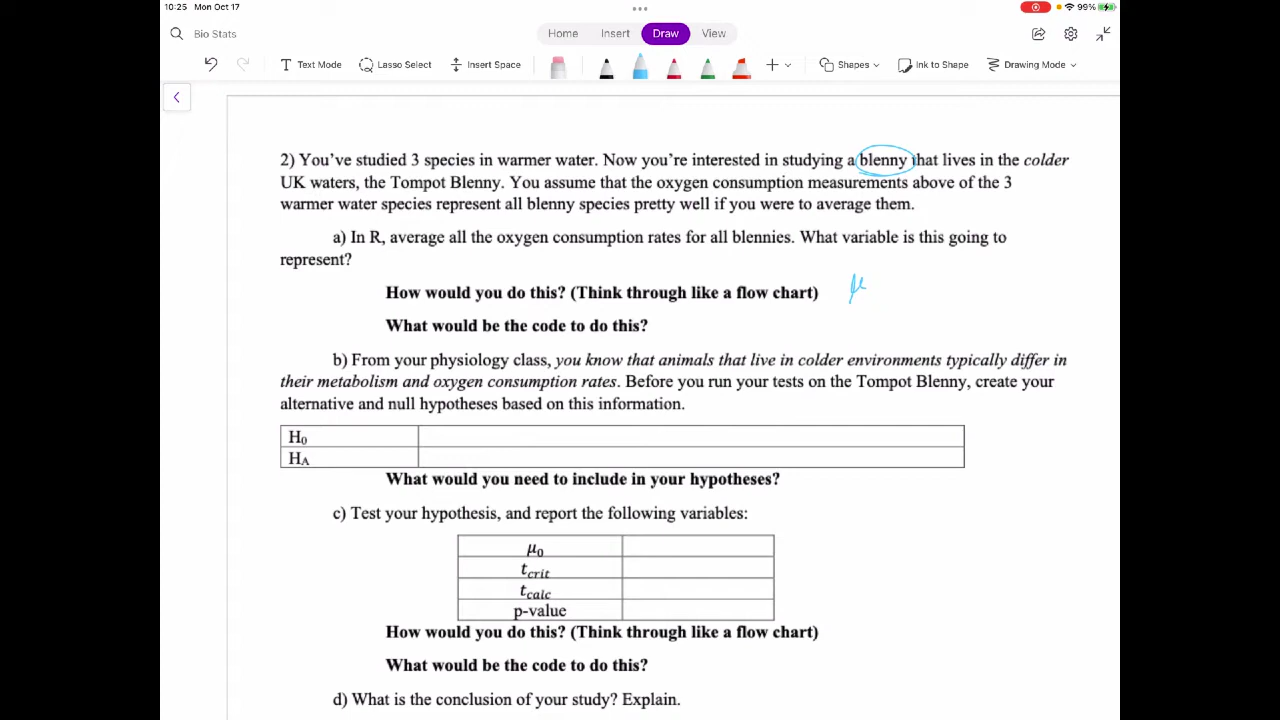 10:25 Mon Oct 17
99%
Bio Stats
Home Insert Draw View
Text Mode Lasso Select Insert Space Shapes Ink to Shape Drawing Mode
2) You've studied 3 species in warmer water. Now you're interested in studying a blenny that lives in the colder
UK waters, the Tompot Blenny. You assume that the oxygen consumption measurements above of the 3
warmer water species represent all blenny species pretty well if you were to average them.
a) In R, average all the oxygen consumption rates for all blennies. What variable is this going to
represent?
How would you do this? (Think through like a flow chart) μ
What would be the code to do this?
b) From your physiology class, you know that animals that live in colder environments typically differ in
their metabolism and oxygen consumption rates. Before you run your tests on the Tompot Blenny, create your
alternative and null hypotheses based on this information.
H0
HA
What would you need to include in your hypotheses?
c) Test your hypothesis, and report the following variables:
μ0
tcrit
tcalc
p-value
How would you do this? (Think through like a flow chart)
What would be the code to do this?
d) What is the conclusion of your study? Explain.